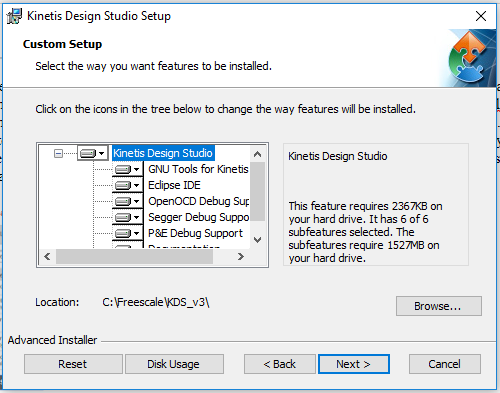 Kinetis Design Studio Setup
Custom Setup
Select the way you want features to be installed.
Click on the icons in the tree below to change the way features will be installed.
Kinetis Design Studio
GNU Tools for Kinetis
Eclipse IDE
OpenOCD Debug Sup
Segger Debug Suppo
P&E Debug Support
Documentation
Kinetis Design Studio
This feature requires 2367KB on
your hard drive. It has 6 of 6
subfeatures selected. The
subfeatures require 1527MB on
your hard drive.
Location: C:\Freescale\KDS_v3\
Browse...
Advanced Installer
Reset Disk Usage < Back Next > Cancel